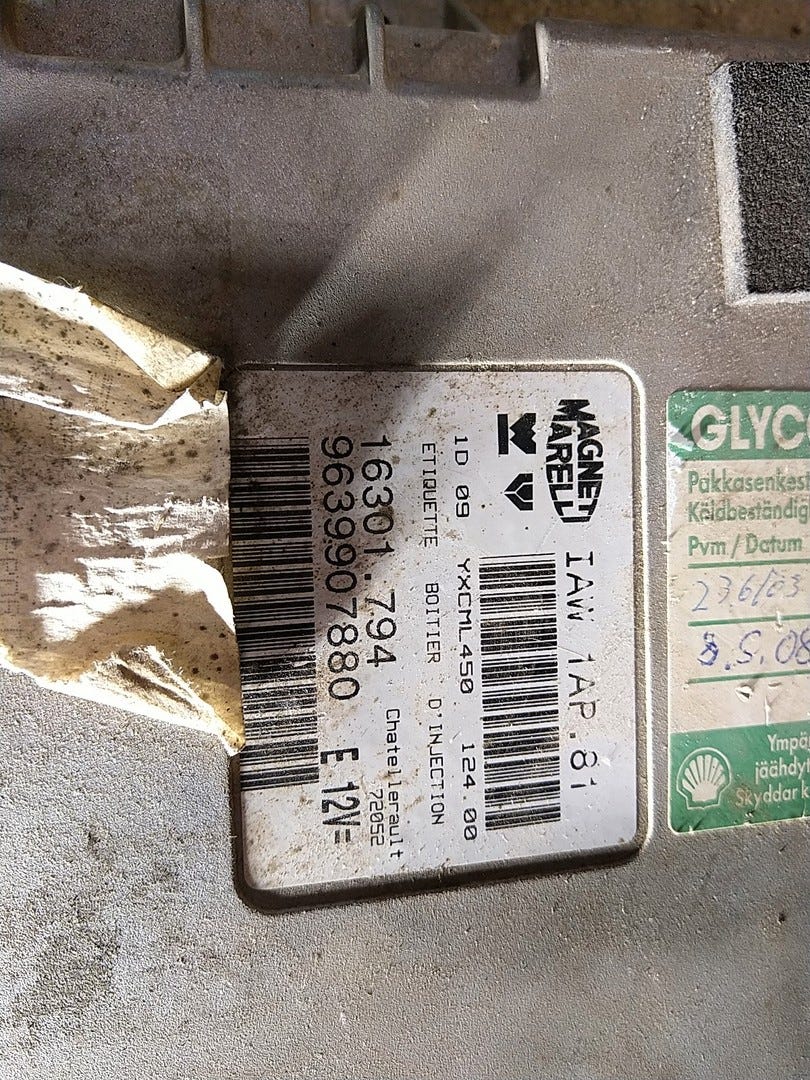 MAGNETI
MARELLI
IAW 1AP.81
1D 09 YXCML450 124.00
ETIQUETTE BOITIER D'INJECTION
16301.794
Chatellerault
72052
9639907880 E 12V=
GLYC
Pakkasenkest
Köldbeständig
Pvm / Datum
Ympä
jäähdyt
Skyddar k